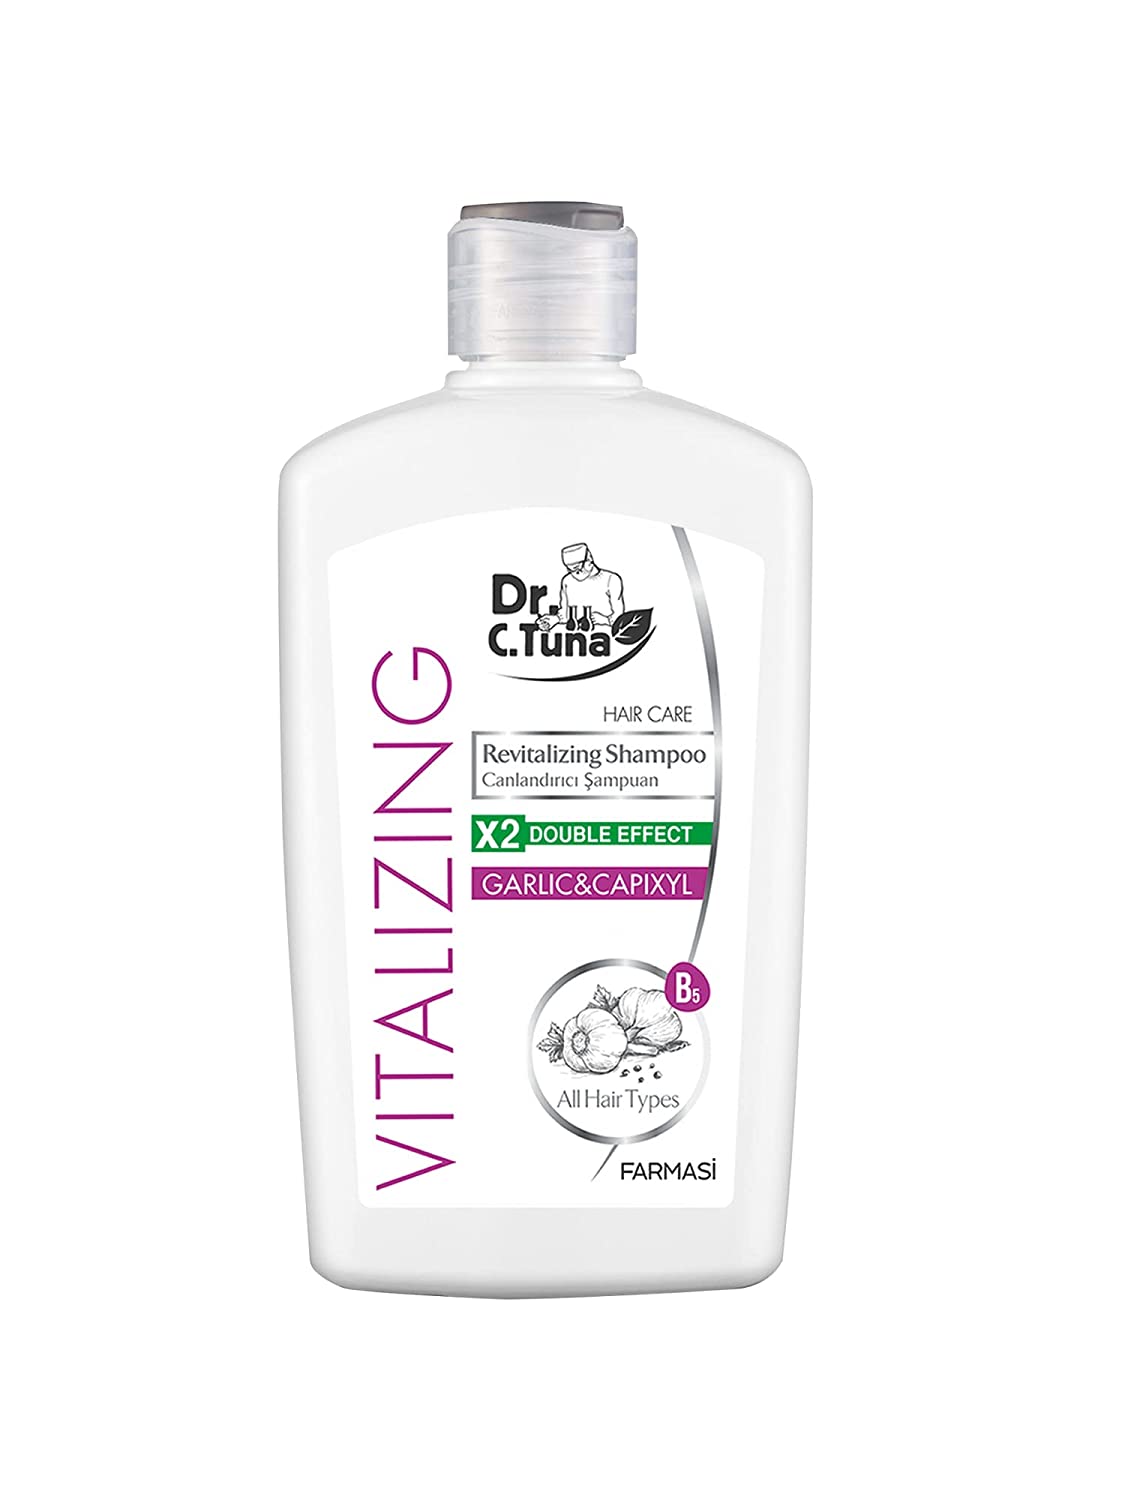 Dr.
C.Tuna
VITALIZING
HAIR CARE
Revitalizing Shampoo
Canlandırıcı Şampuan
X2 DOUBLE EFFECT
GARLIC&CAPIXYL
B5
All Hair Types
FARMASİ